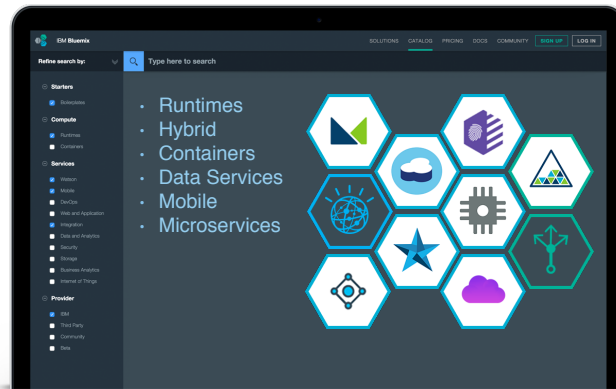 IBM Bluemix
SOLUTIONS CATALOG PRICING DOCS COMMUNITY SIGN UP LOG IN
Refine search by:
Type here to search
Starters
Boilerplates
Compute
Runtimes
Containers
Services
Watson
Mobile
DevOps
Web and Application
Integration
Data and Analytics
Security
Storage
Business Analytics
Internet of Things
Provider
IBM
Third Party
Community
Beta
• Runtimes
• Hybrid
• Containers
• Data Services
• Mobile
• Microservices